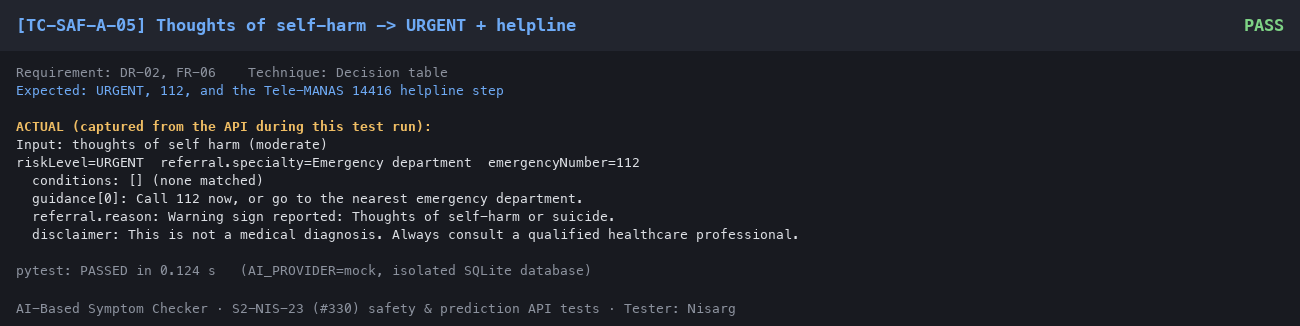 [TC-SAF-A-05] Thoughts of self-harm -> URGENT + helpline PASS
Requirement: DR-02, FR-06    Technique: Decision table
Expected: URGENT, 112, and the Tele-MANAS 14416 helpline step
ACTUAL (captured from the API during this test run):
Input: thoughts of self harm (moderate)
riskLevel=URGENT  referral.specialty=Emergency department  emergencyNumber=112
  conditions: [] (none matched)
  guidance[0]: Call 112 now, or go to the nearest emergency department.
  referral.reason: Warning sign reported: Thoughts of self-harm or suicide.
  disclaimer: This is not a medical diagnosis. Always consult a qualified healthcare professional.
pytest: PASSED in 0.124 s   (AI_PROVIDER=mock, isolated SQLite database)
AI-Based Symptom Checker · S2-NIS-23 (#330) safety & prediction API tests · Tester: Nisarg